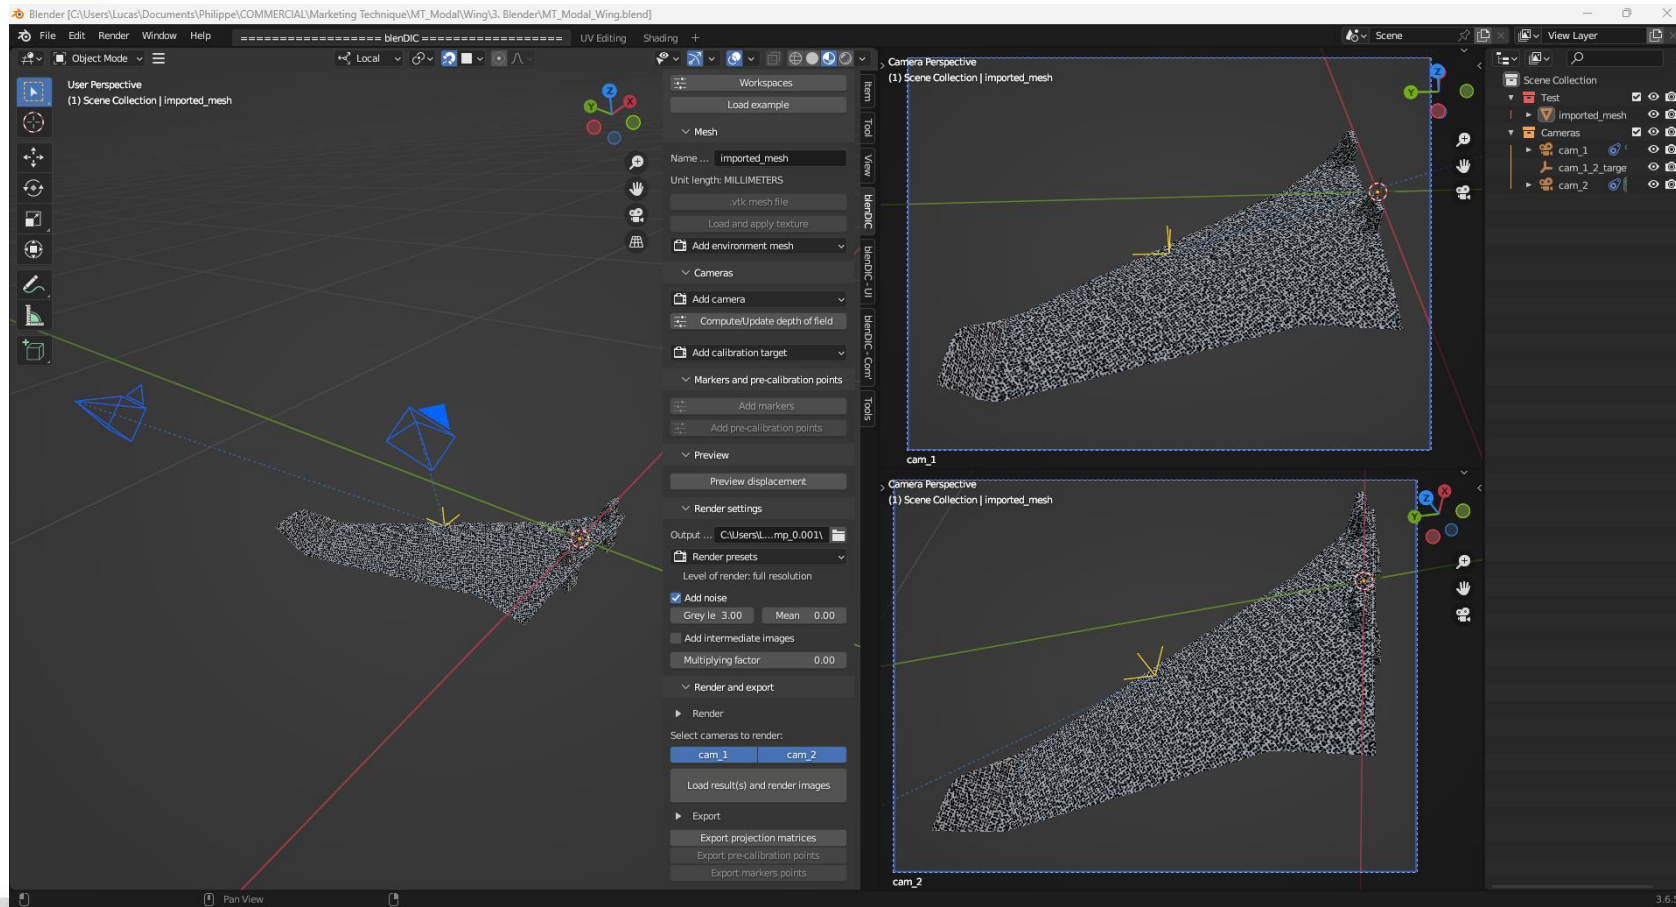 Blender [C:\Users\Lucas\Documents\Philippe\COMMERCIAL\Marketing Technique\MT_Modal\Wing\3. Blender\MT_Modal_Wing.blend]
File Edit Render Window Help =================== blenDIC =================== UV Editing Shading + Scene View Layer
Object Mode Local
User Perspective
(1) Scene Collection | imported_mesh
Z
X
Y
Workspaces
Load example
Mesh
Name ... imported_mesh
Unit length: MILLIMETERS
.vtk mesh file
Load and apply texture
Add environment mesh
Cameras
Add camera
Compute/Update depth of field
Add calibration target
Markers and pre-calibration points
Add markers
Add pre-calibration points
Preview
Preview displacement
Render settings
Output ... C:\Users\L...mp_0.001\
Render presets
Level of render: full resolution
Add noise
Grey le 3.00 Mean 0.00
Add intermediate images
Multiplying factor 0.00
Render and export
Render
Select cameras to render:
cam_1 cam_2
Load result(s) and render images
Export
Export projection matrices
Export pre-calibration points
Export markers points
Item
Tool
View
blenDIC
blenDIC - UI
blenDIC - Com'
Tools
Camera Perspective
(1) Scene Collection | imported_mesh
Z
Y
cam_1
Camera Perspective
(1) Scene Collection | imported_mesh
Z
X
Y
cam_2
Scene Collection
Test
imported_mesh
Cameras
cam_1
cam_1_2_targe
cam_2
Pan View